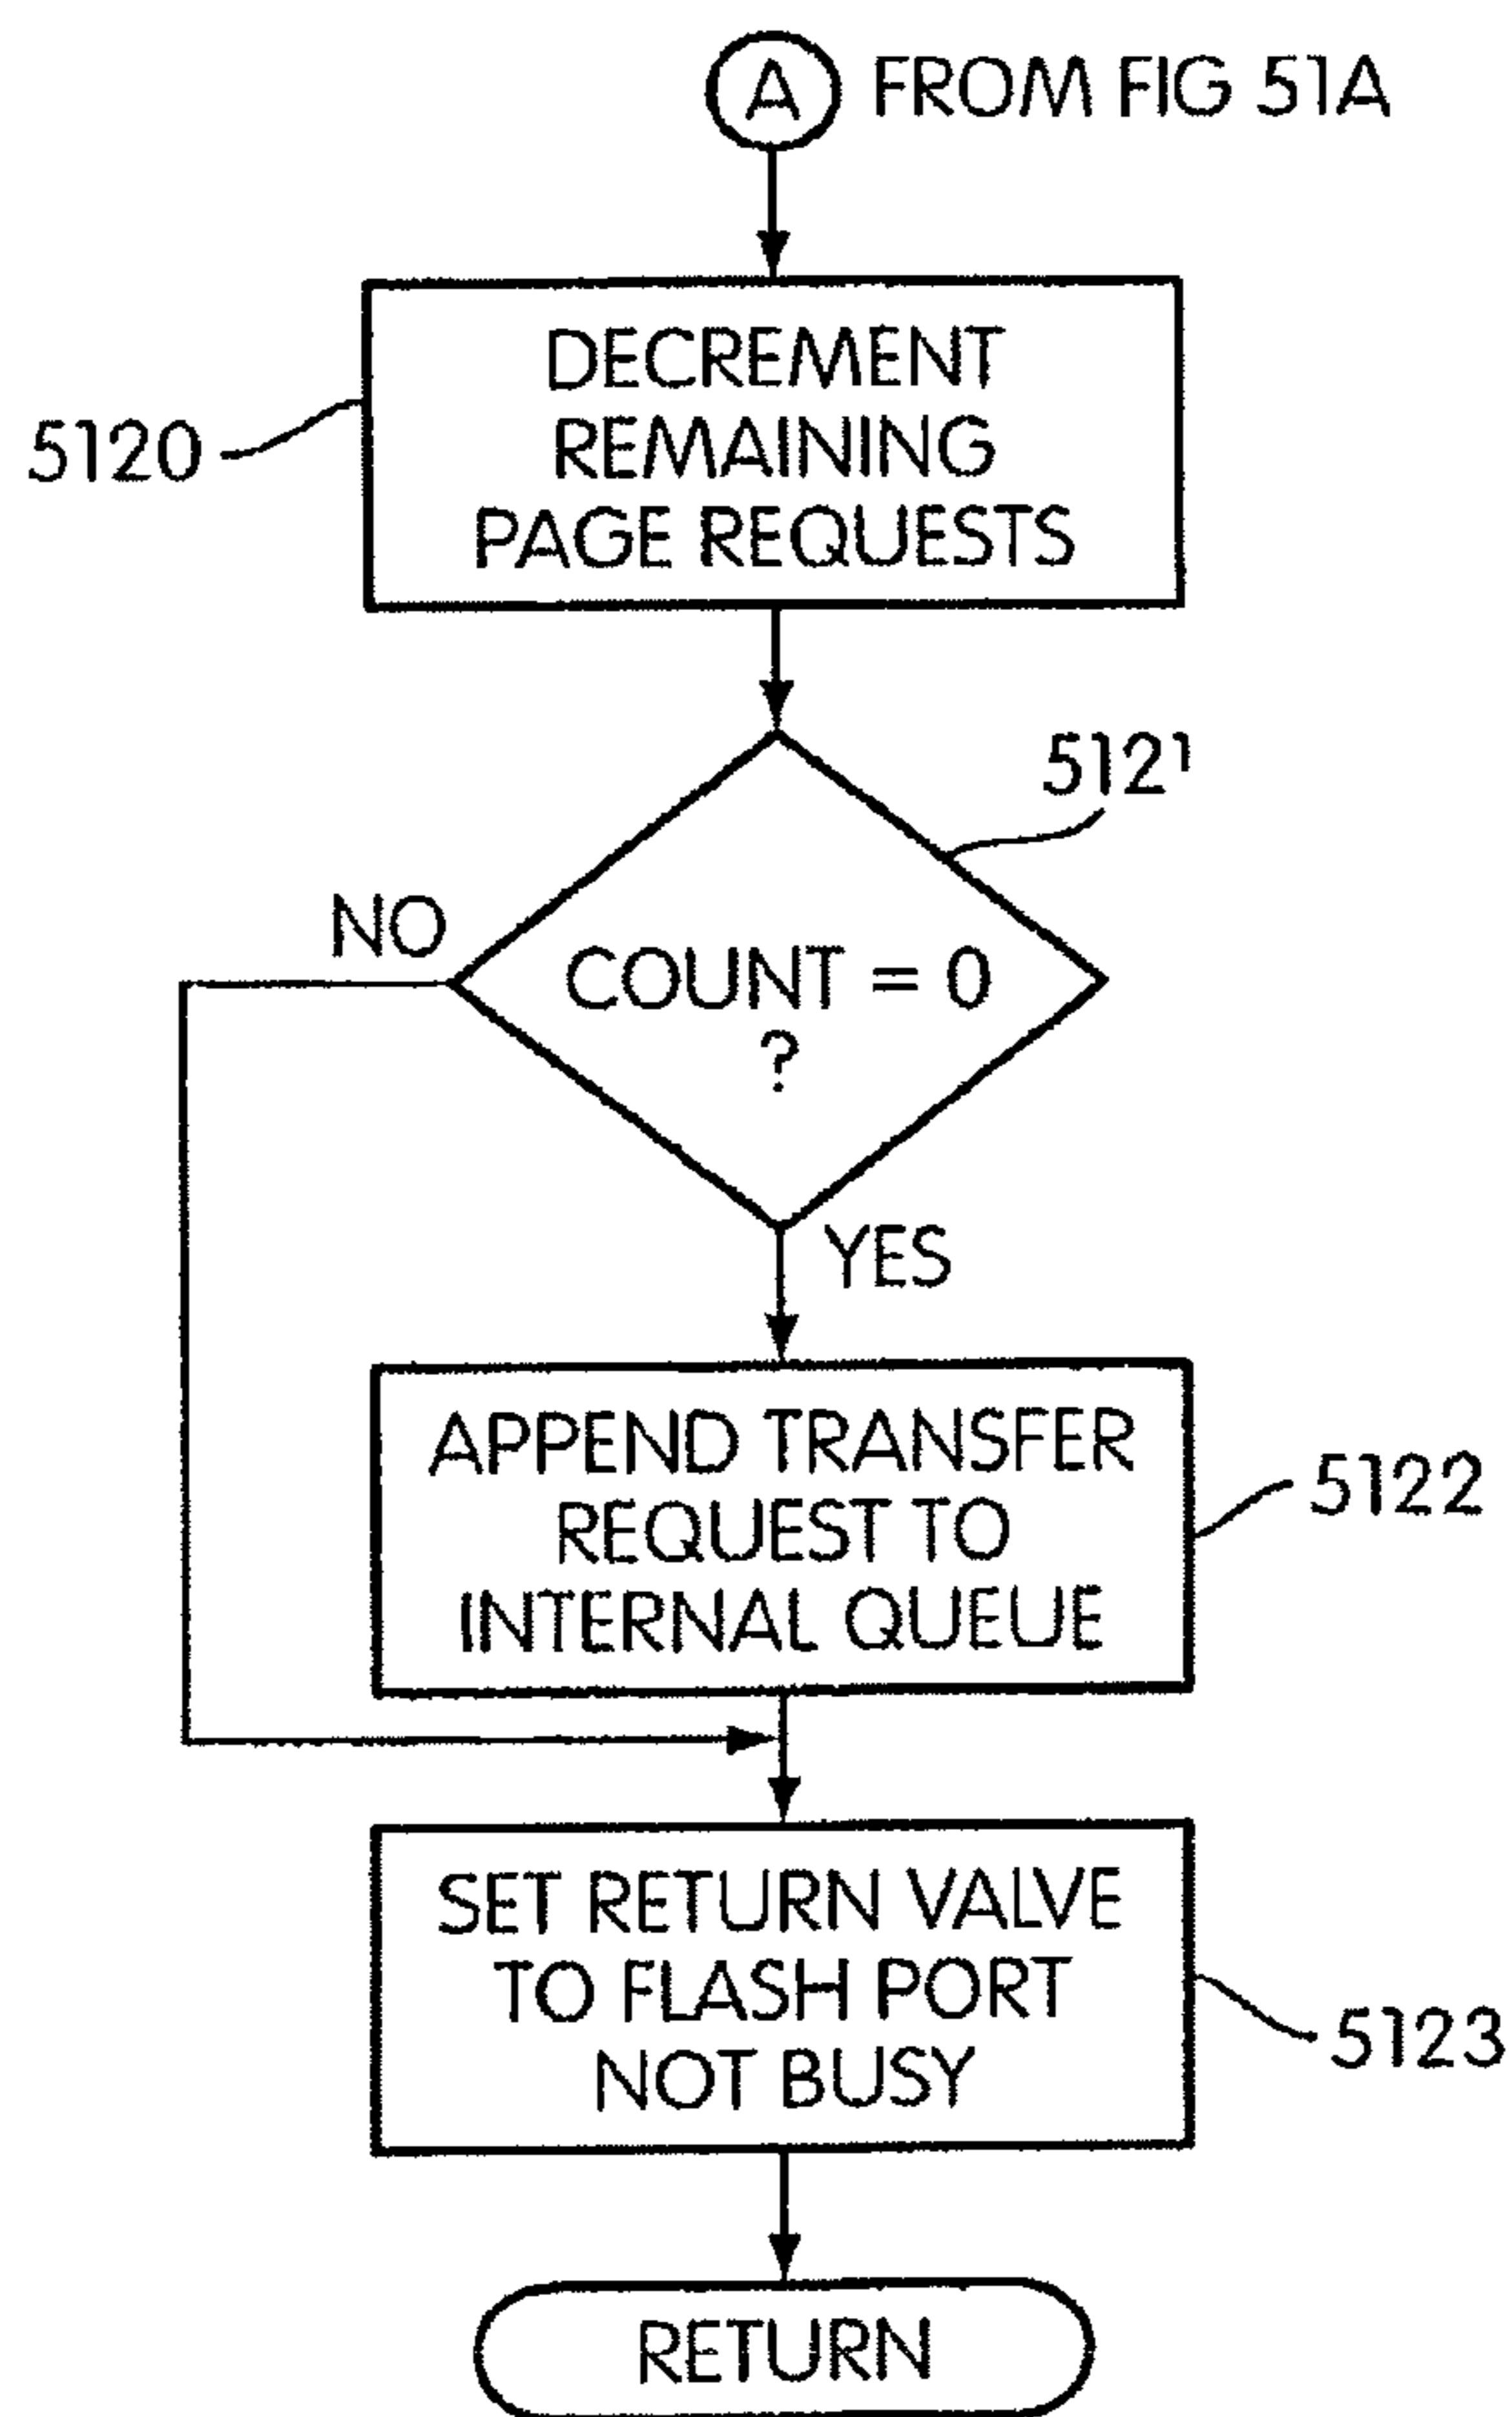 A FROM FIG 51A
DECREMENT
REMAINING
PAGE REQUESTS
5120
5121
NO
COUNT = 0
?
YES
APPEND TRANSFER
REQUEST TO
INTERNAL QUEUE
5122
SET RETURN VALVE
TO FLASH PORT
NOT BUSY
5123
RETURN